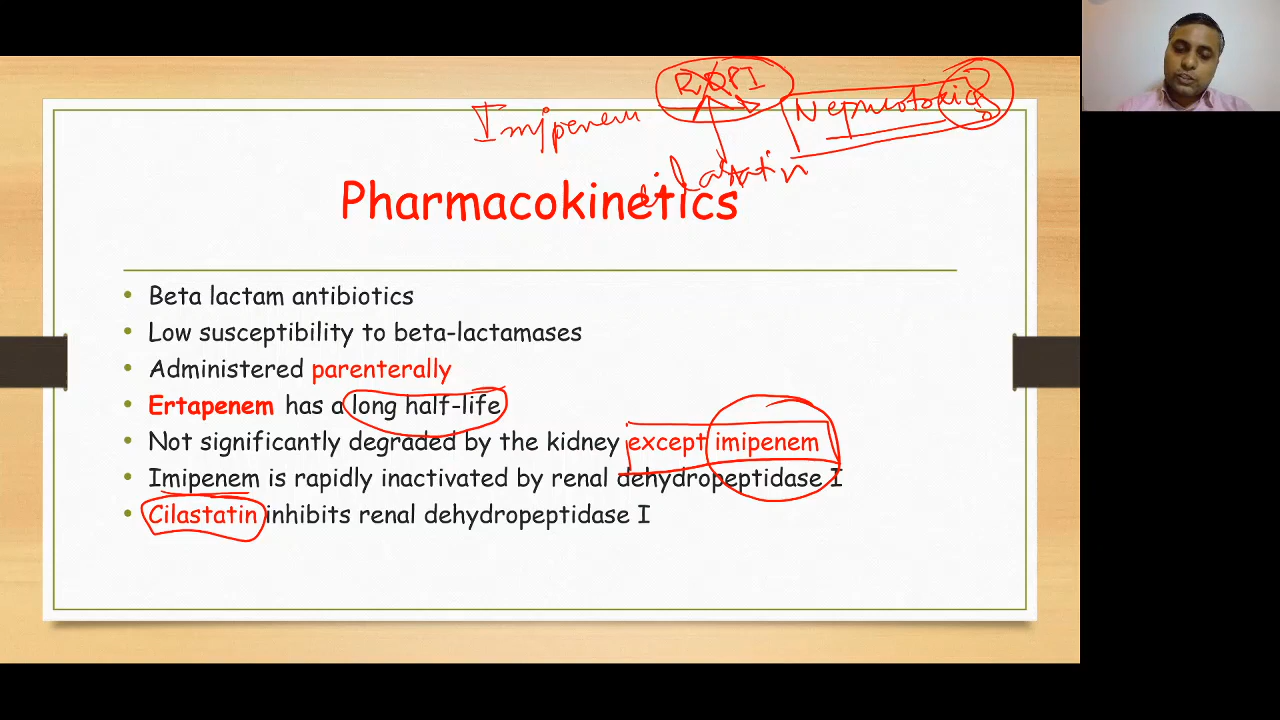 RDPI
Nephrotoxic
Imipenem
cilastatin
Pharmacokinetics
• Beta lactam antibiotics
• Low susceptibility to beta-lactamases
• Administered parenterally
• Ertapenem has a long half-life
• Not significantly degraded by the kidney except imipenem
• Imipenem is rapidly inactivated by renal dehydropeptidase I
• Cilastatin inhibits renal dehydropeptidase I